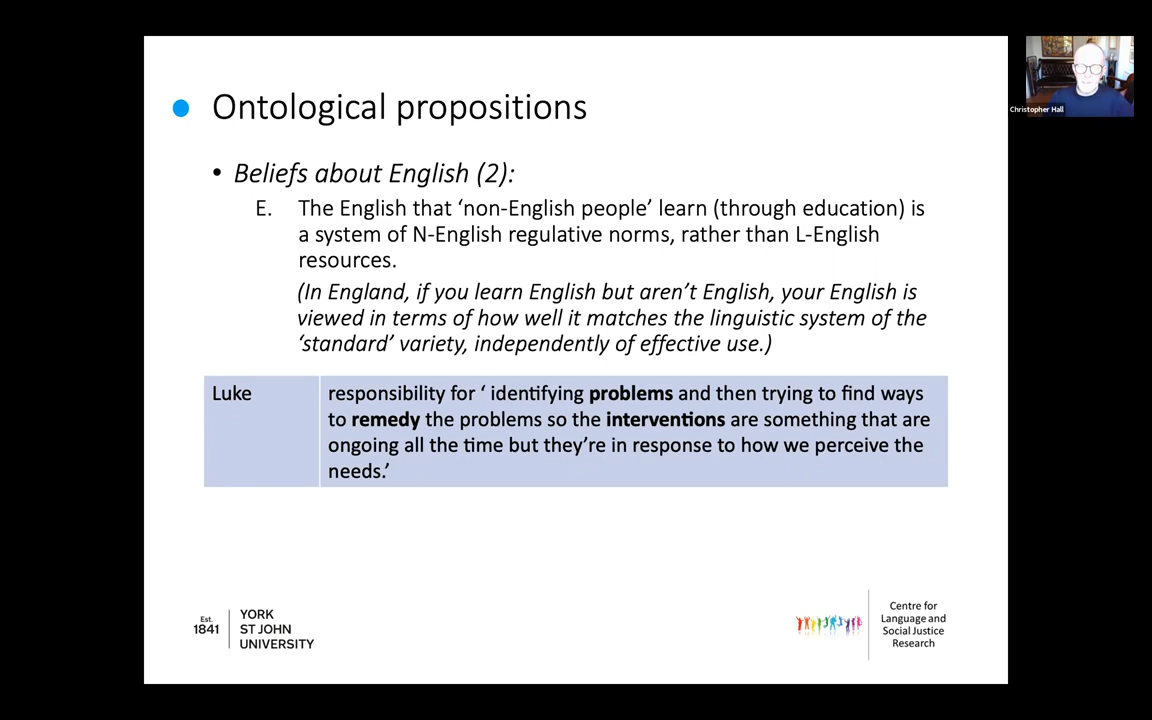 Ontological propositions
• Beliefs about English (2):
E. The English that ‘non-English people’ learn (through education) is
a system of N-English regulative norms, rather than L-English
resources.
(In England, if you learn English but aren’t English, your English is
viewed in terms of how well it matches the linguistic system of the
‘standard’ variety, independently of effective use.)
Luke
responsibility for ‘ identifying problems and then trying to find ways
to remedy the problems so the interventions are something that are
ongoing all the time but they’re in response to how we perceive the
needs.’
Est.
1841
YORK
ST JOHN
UNIVERSITY
Centre for
Language and
Social Justice
Research
Christopher Hall